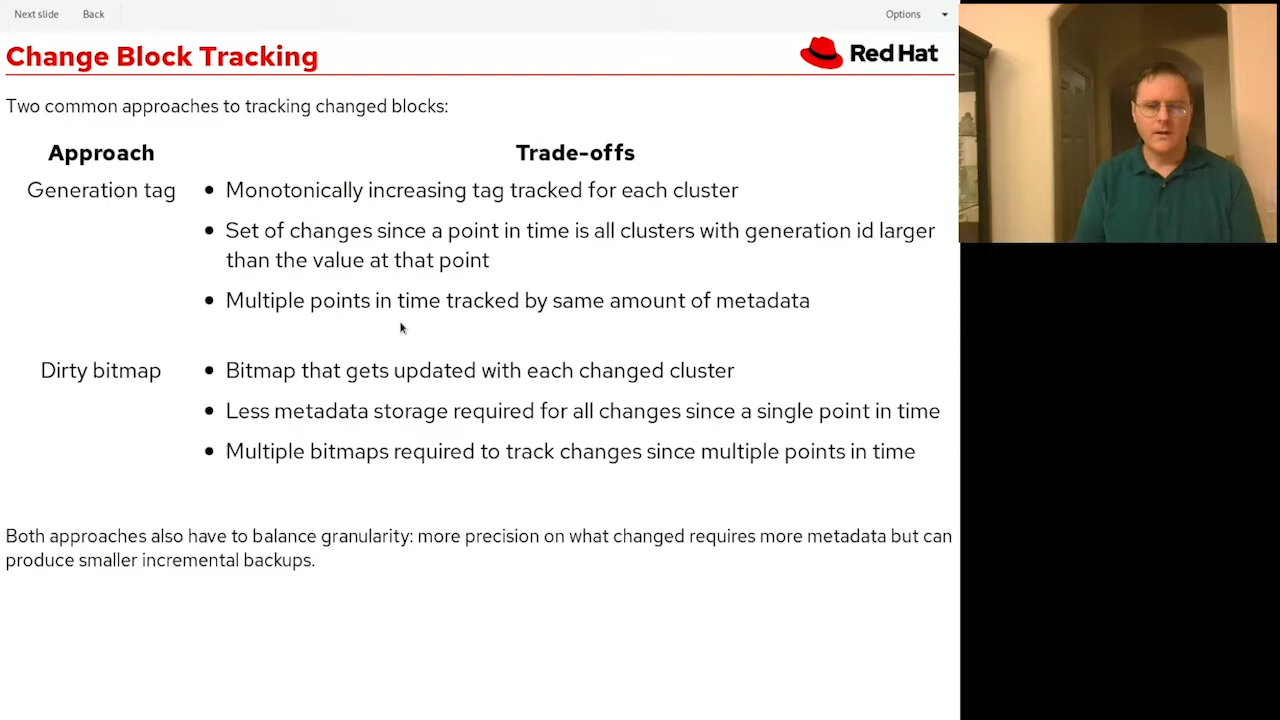 Next slide Back Options
Change Block Tracking
Red Hat
Two common approaches to tracking changed blocks:
Approach Trade-offs
Generation tag • Monotonically increasing tag tracked for each cluster
• Set of changes since a point in time is all clusters with generation id larger
than the value at that point
• Multiple points in time tracked by same amount of metadata
Dirty bitmap • Bitmap that gets updated with each changed cluster
• Less metadata storage required for all changes since a single point in time
• Multiple bitmaps required to track changes since multiple points in time
Both approaches also have to balance granularity: more precision on what changed requires more metadata but can
produce smaller incremental backups.